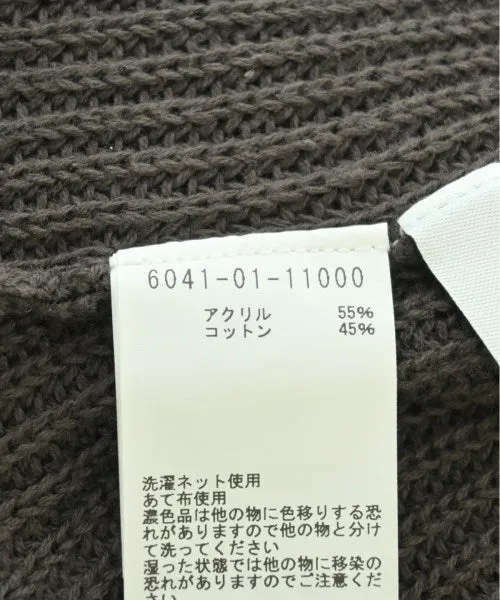 6041-01-11000
アクリル 55%
コットン 45%
洗濯ネット使用
あて布使用
濃色品は他の物に色移りする恐
れがありますので他の物と分け
て洗ってください
湿った状態では他の物に移染の
恐れがありますのでご注意くだ
さい